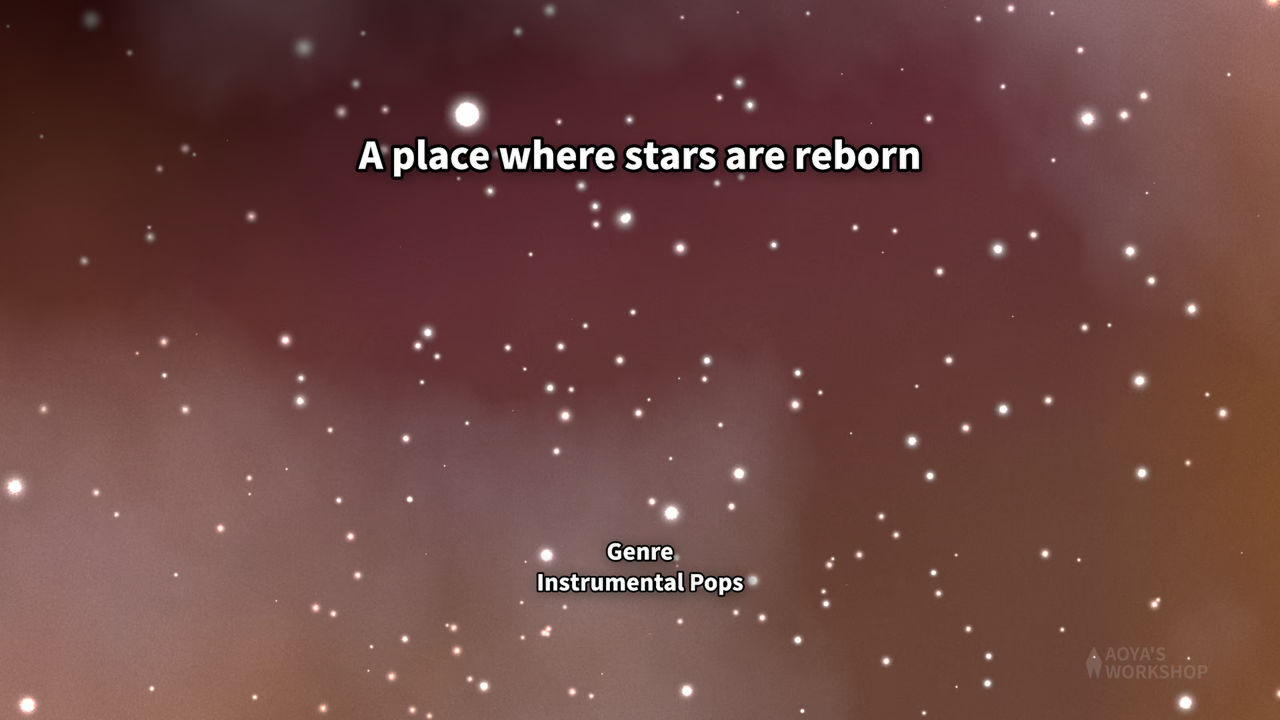 A place where stars are reborn
Genre
Instrumental Pops
AOYA'S
WORKSHOP